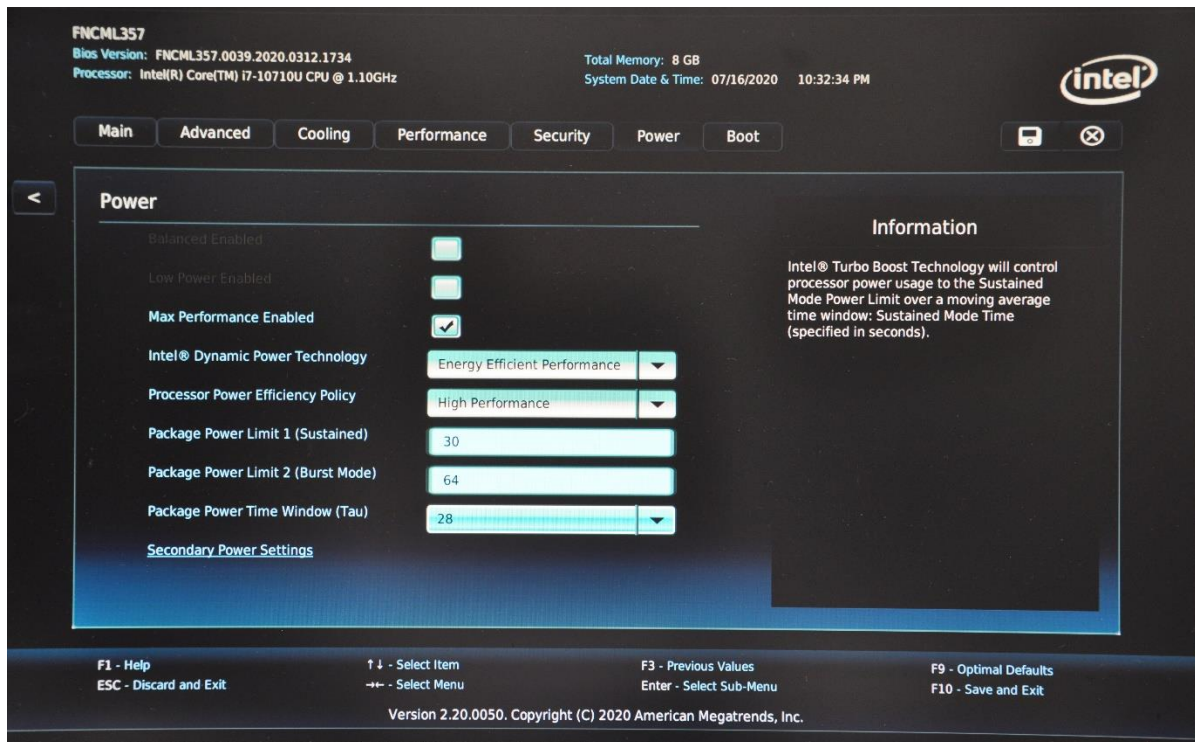 FNCML357
Bios Version: FNCML357.0039.2020.0312.1734
Processor: Intel(R) Core(TM) i7-10710U CPU @ 1.10GHz
Total Memory: 8 GB
System Date & Time: 07/16/2020 10:32:34 PM
intel
Main Advanced Cooling Performance Security Power Boot
<
Power
Balanced Enabled
Low Power Enabled
Max Performance Enabled
Intel® Dynamic Power Technology Energy Efficient Performance
Processor Power Efficiency Policy High Performance
Package Power Limit 1 (Sustained) 30
Package Power Limit 2 (Burst Mode) 64
Package Power Time Window (Tau) 28
Secondary Power Settings
Information
Intel® Turbo Boost Technology will control
processor power usage to the Sustained
Mode Power Limit over a moving average
time window: Sustained Mode Time
(specified in seconds).
F1 - Help
ESC - Discard and Exit
↑↓ - Select Item
→← - Select Menu
F3 - Previous Values
Enter - Select Sub-Menu
F9 - Optimal Defaults
F10 - Save and Exit
Version 2.20.0050. Copyright (C) 2020 American Megatrends, Inc.